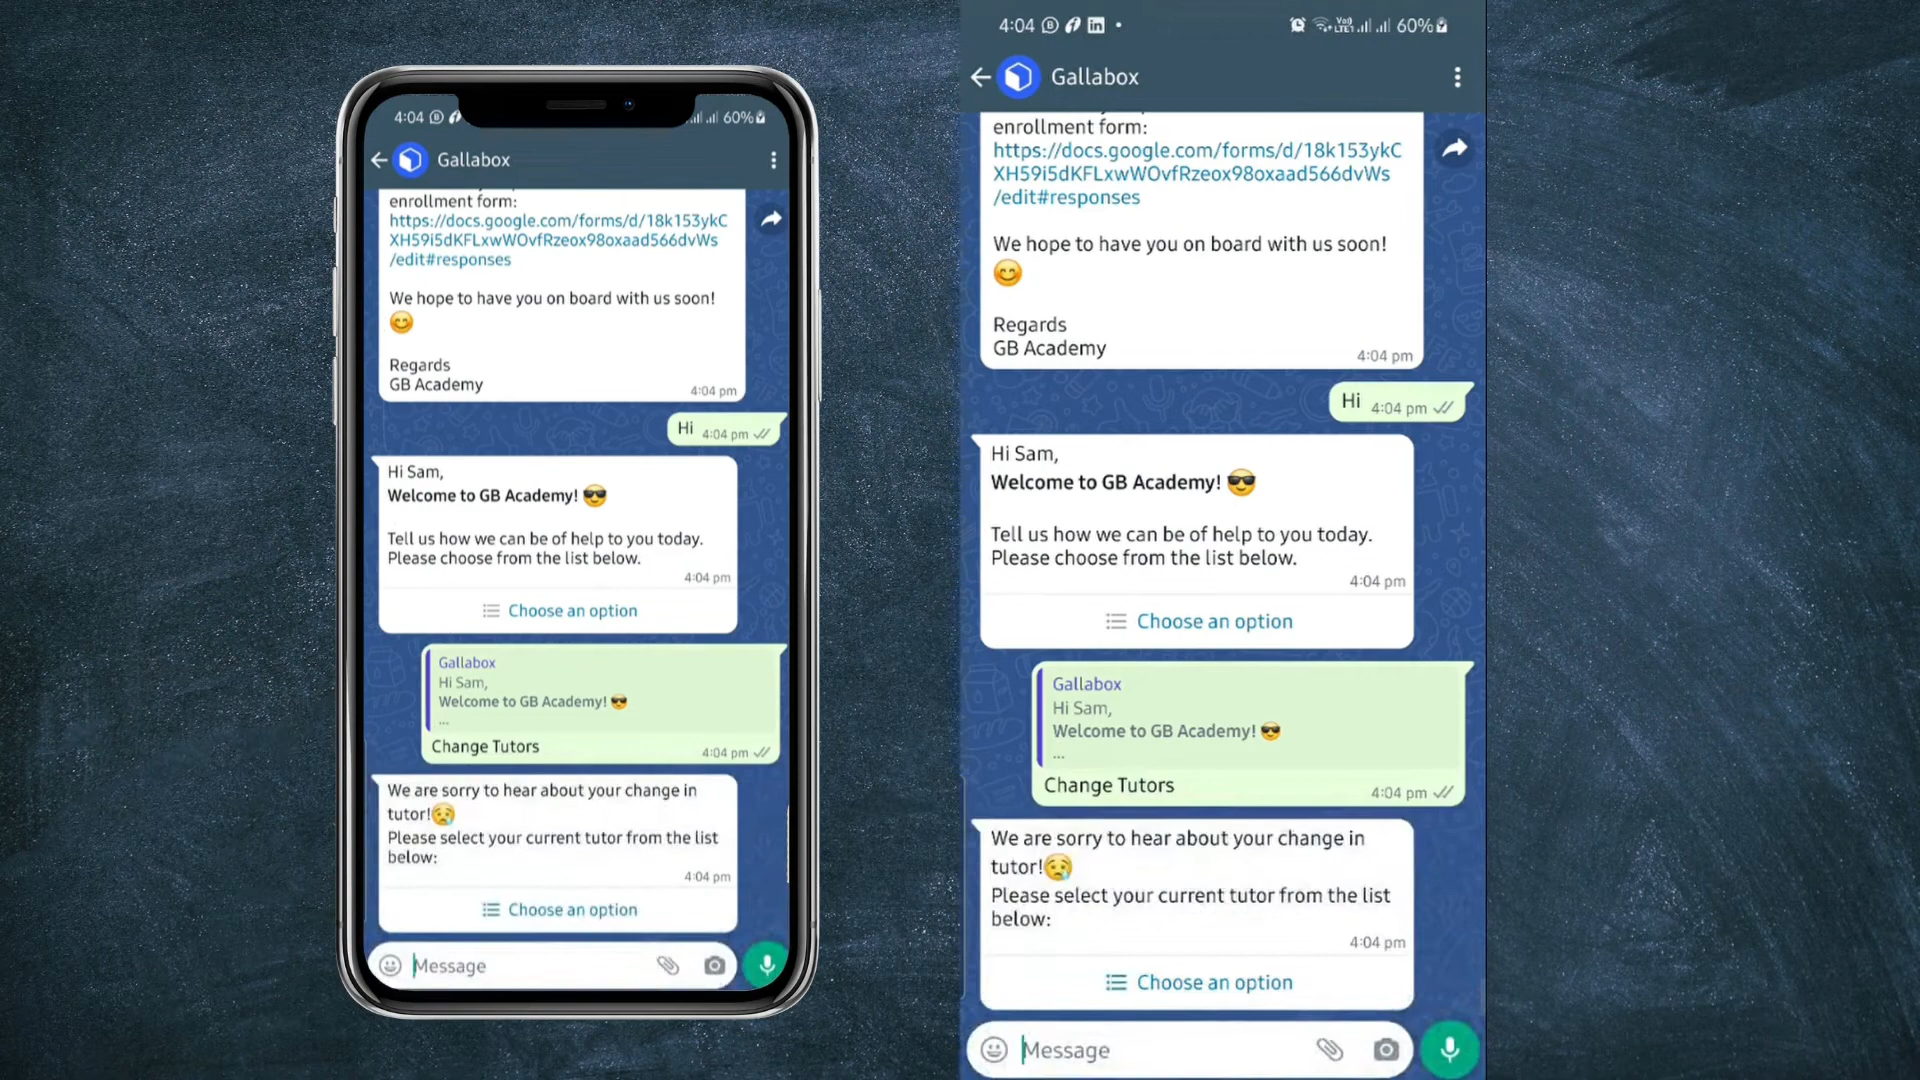 4:04
60%
Gallabox
enrollment form:
https://docs.google.com/forms/d/18k153ykC
XH59i5dKFLxwWOvfRzeox98oxaad566dvWs
/edit#responses
We hope to have you on board with us soon!
😊
Regards
GB Academy
4:04 pm
Hi 4:04 pm
Hi Sam,
Welcome to GB Academy! 😎
Tell us how we can be of help to you today.
Please choose from the list below.
4:04 pm
Choose an option
Gallabox
Hi Sam,
Welcome to GB Academy! 😎
...
Change Tutors
4:04 pm
We are sorry to hear about your change in
tutor!😢
Please select your current tutor from the list
below:
4:04 pm
Choose an option
Message
4:04
60%
Gallabox
enrollment form:
https://docs.google.com/forms/d/18k153ykC
XH59i5dKFLxwWOvfRzeox98oxaad566dvWs
/edit#responses
We hope to have you on board with us soon!
😊
Regards
GB Academy
4:04 pm
Hi 4:04 pm
Hi Sam,
Welcome to GB Academy! 😎
Tell us how we can be of help to you today.
Please choose from the list below.
4:04 pm
Choose an option
Gallabox
Hi Sam,
Welcome to GB Academy! 😎
...
Change Tutors
4:04 pm
We are sorry to hear about your change in
tutor!😢
Please select your current tutor from the list
below:
4:04 pm
Choose an option
Message